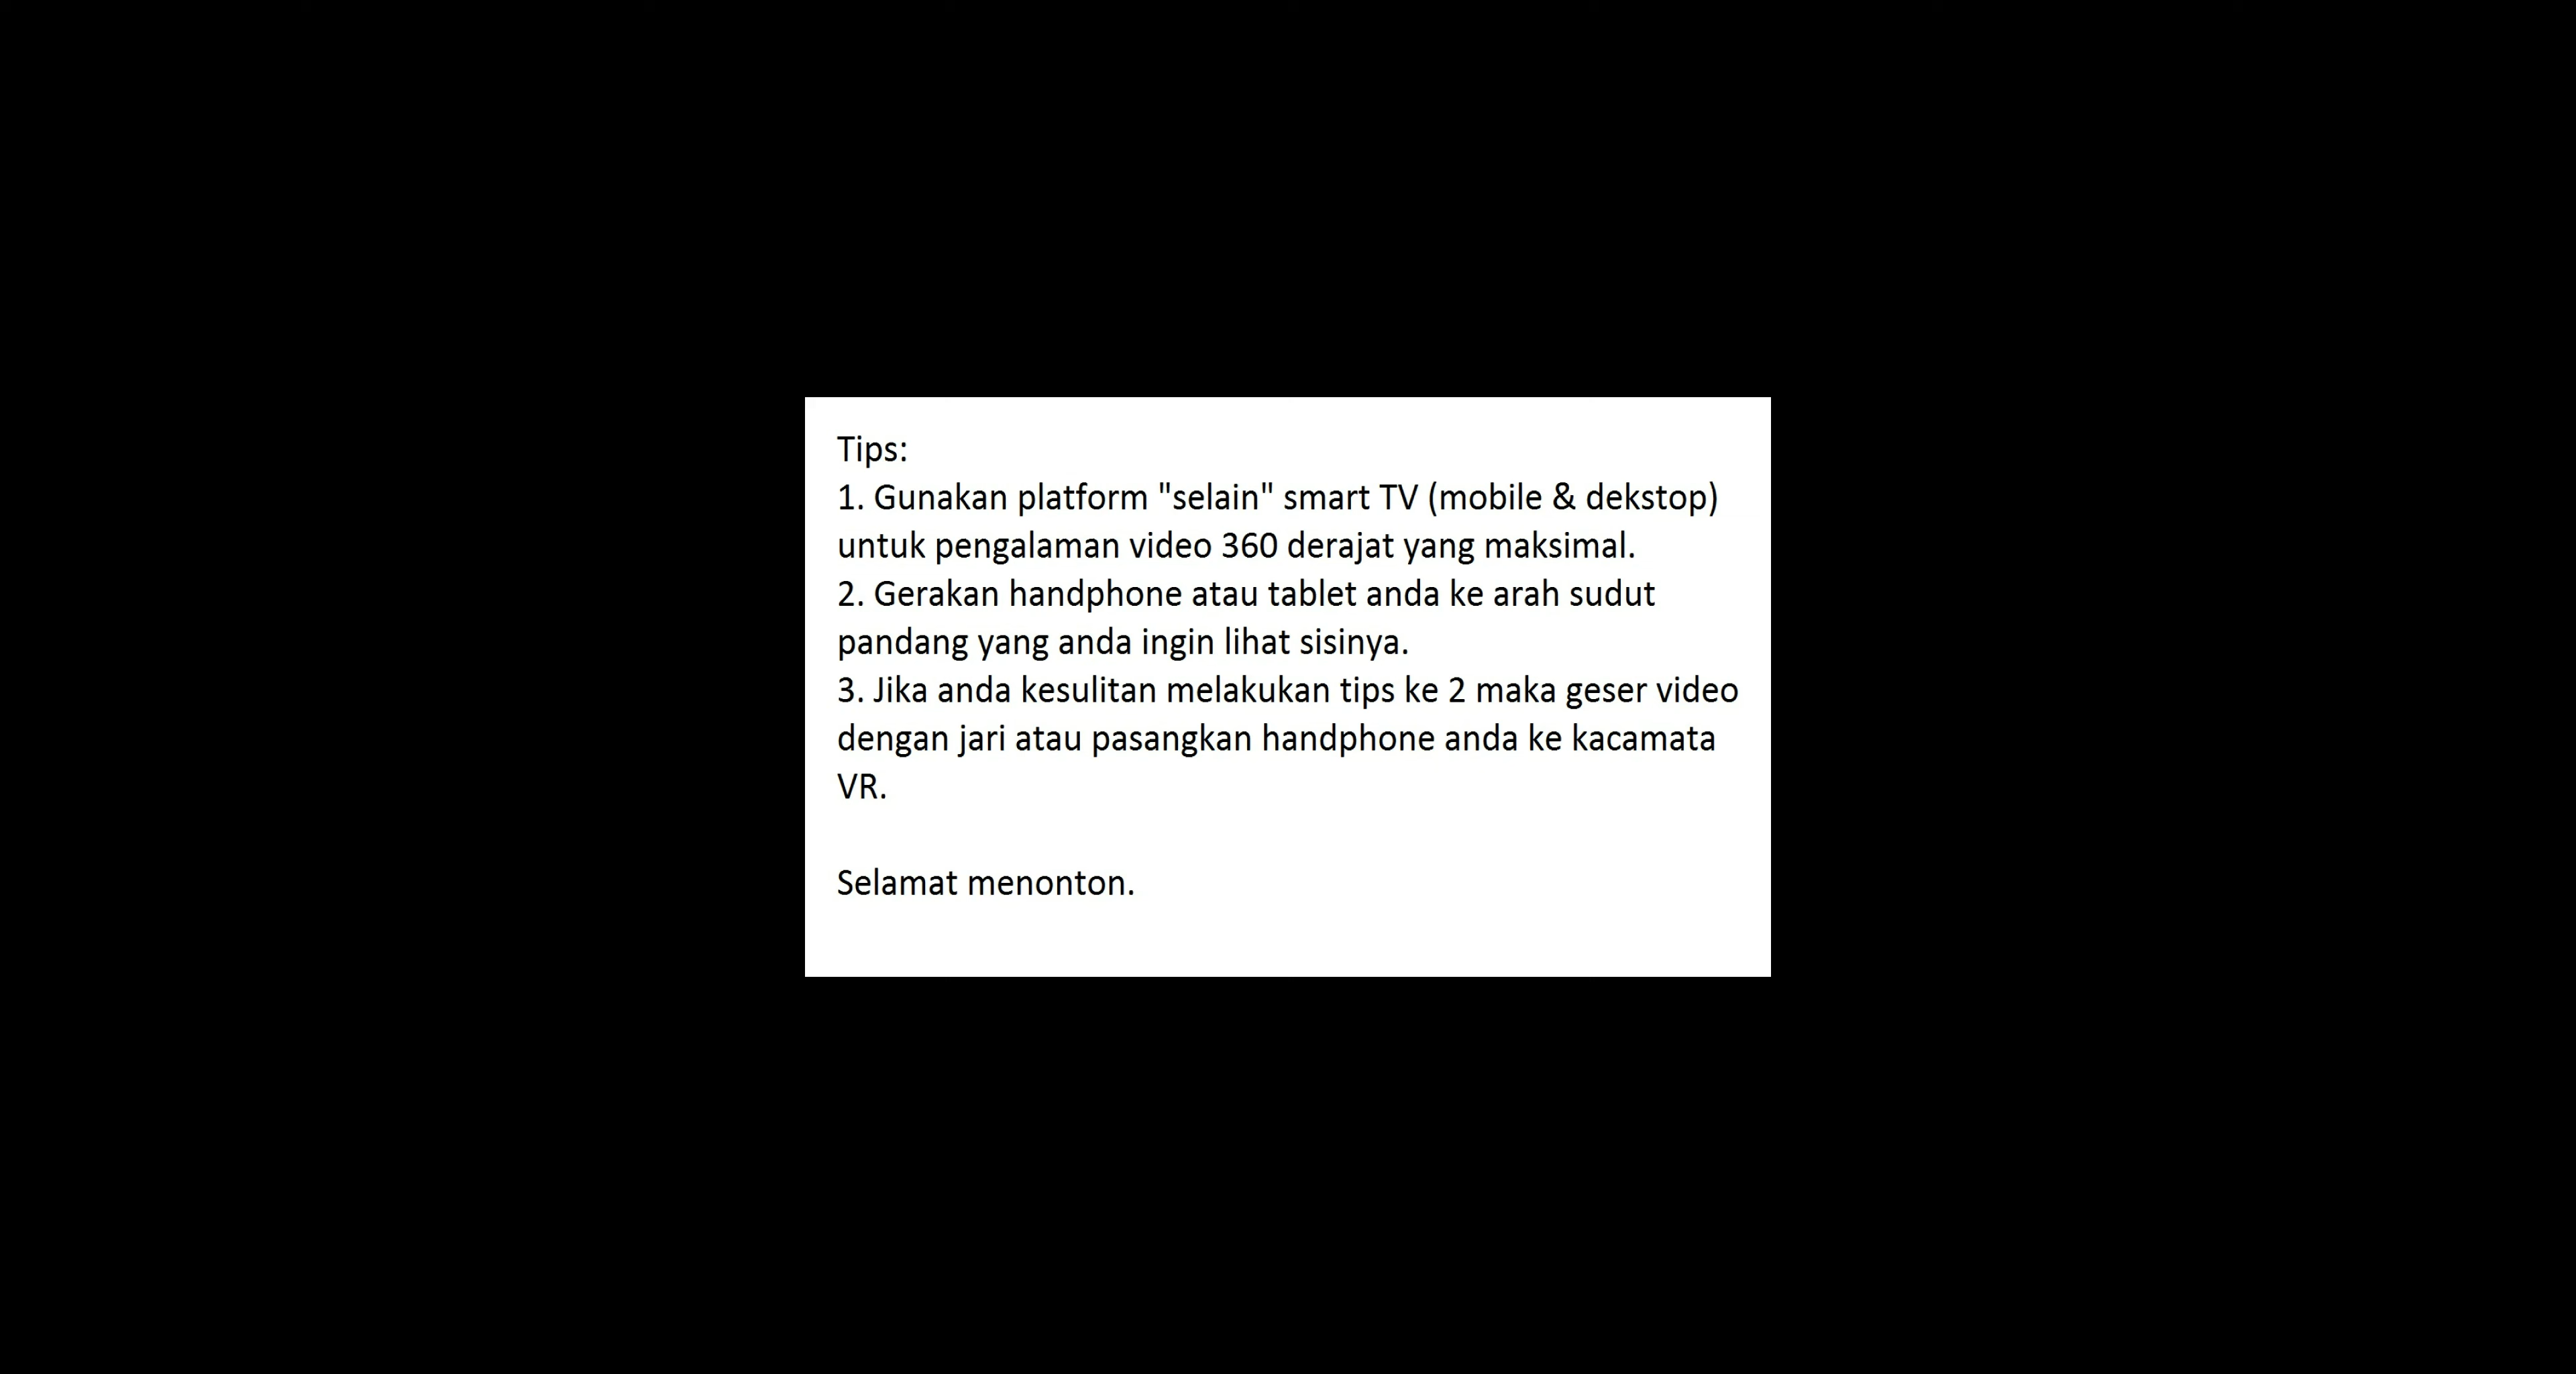 Tips:
1. Gunakan platform "selain" smart TV (mobile & dekstop)
untuk pengalaman video 360 derajat yang maksimal.
2. Gerakan handphone atau tablet anda ke arah sudut
pandang yang anda ingin lihat sisinya.
3. Jika anda kesulitan melakukan tips ke 2 maka geser video
dengan jari atau pasangkan handphone anda ke kacamata
VR.
Selamat menonton.